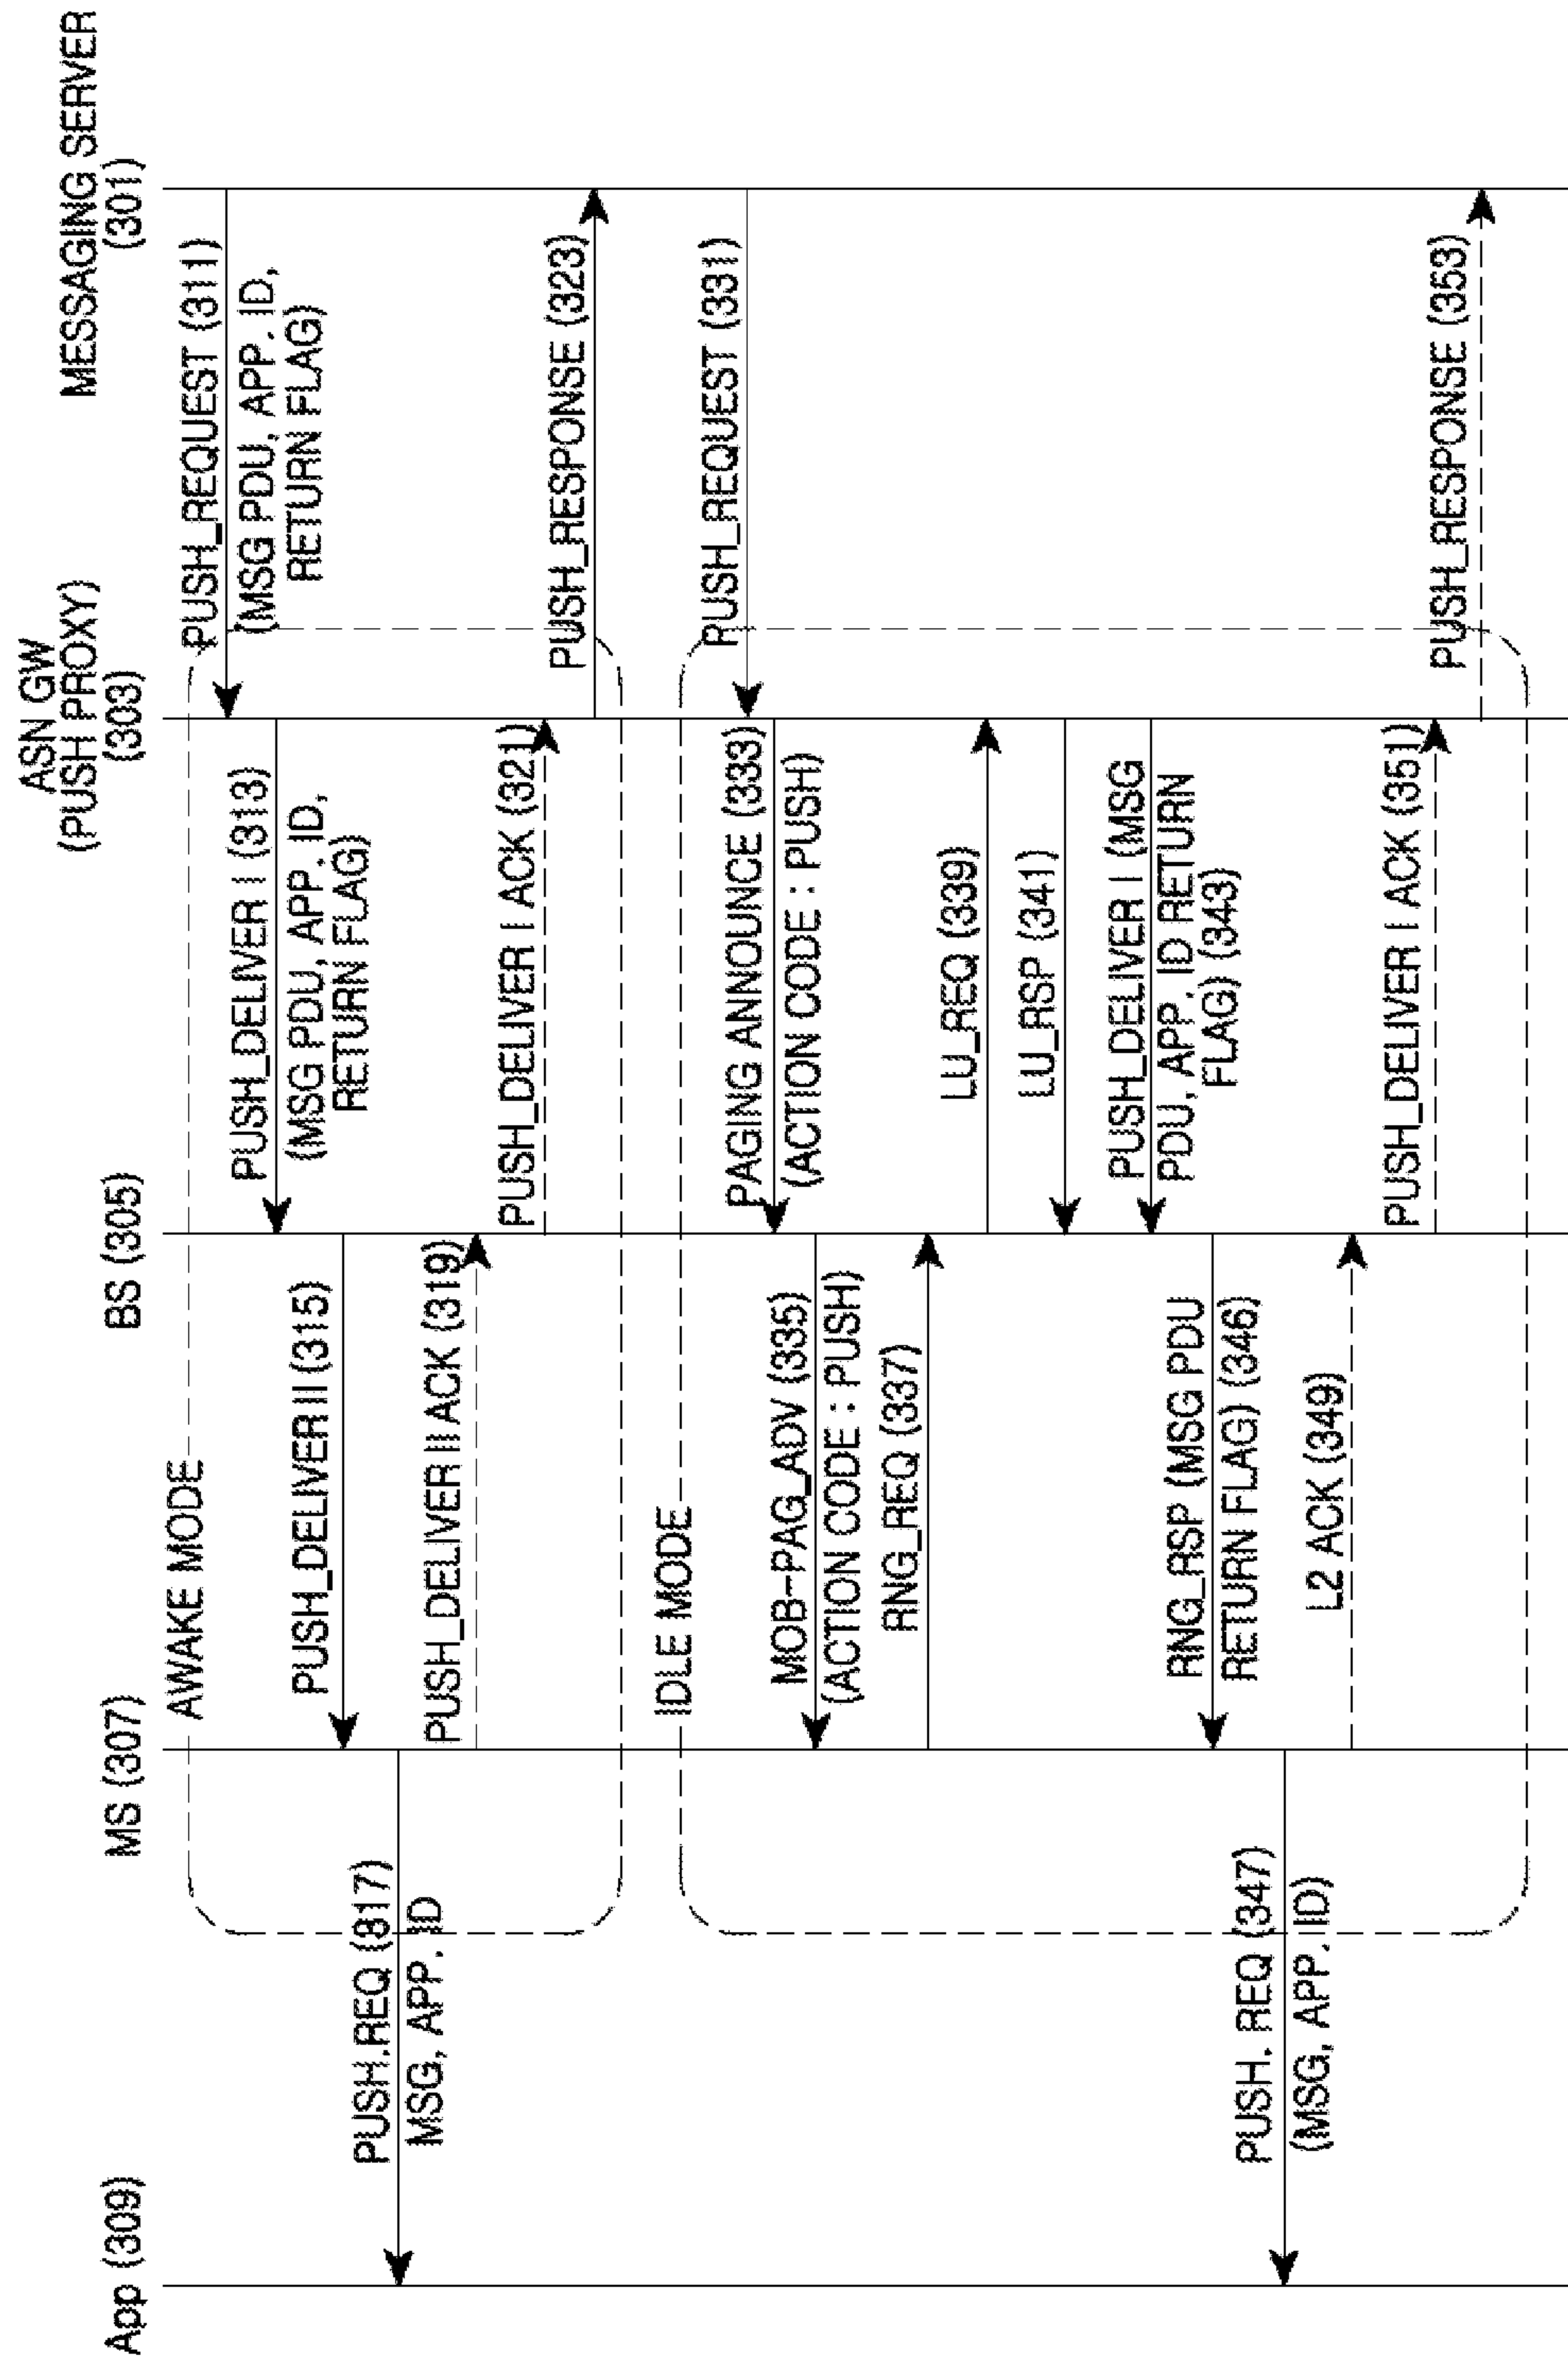 App (309)
MS (307)
BS (305)
ASN GW
(PUSH PROXY)
(303)
MESSAGING SERVER
(301)
AWAKE MODE
PUSH_REQUEST (311)
(MSG PDU, APP. ID,
RETURN FLAG)
PUSH_DELIVER I (313)
(MSG PDU, APP. ID,
RETURN FLAG)
PUSH_DELIVER II (315)
PUSH.REQ (317)
MSG, APP. ID
PUSH_DELIVER II ACK (319)
PUSH_DELIVER I ACK (321)
PUSH_RESPONSE (323)
IDLE MODE
PUSH_REQUEST (331)
PAGING ANNOUNCE (333)
(ACTION CODE : PUSH)
MOB-PAG_ADV (335)
(ACTION CODE : PUSH)
RNG_REQ (337)
LU_REQ (339)
LU_RSP (341)
PUSH_DELIVER I (MSG
PDU, APP. ID RETURN
FLAG) (343)
RNG_RSP (MSG PDU
RETURN FLAG) (346)
PUSH. REQ (347)
(MSG, APP. ID)
L2 ACK (349)
PUSH_DELIVER I ACK (351)
PUSH_RESPONSE (353)